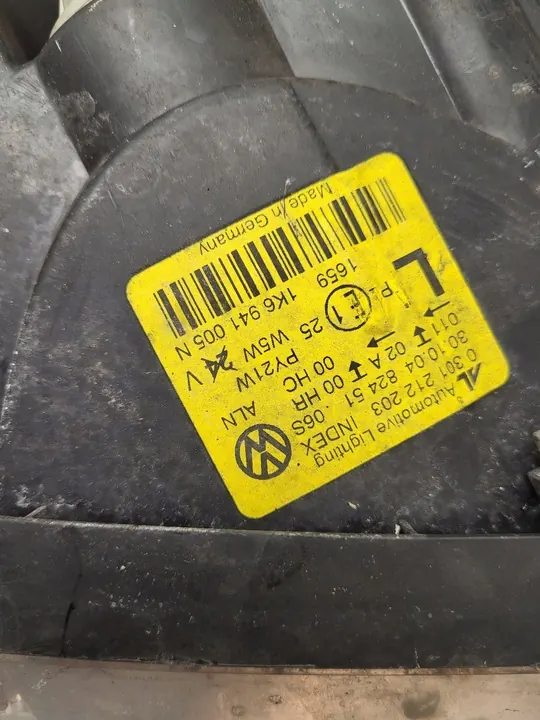 AL Automotive Lighting
0 301 212 203 INDEX
30.10.04 824 51 06S
011 02 A 00 HR ALN
00 HC
L E1 25 W5W PY21W
1659 1K6 941 005 N V
Made in Germany